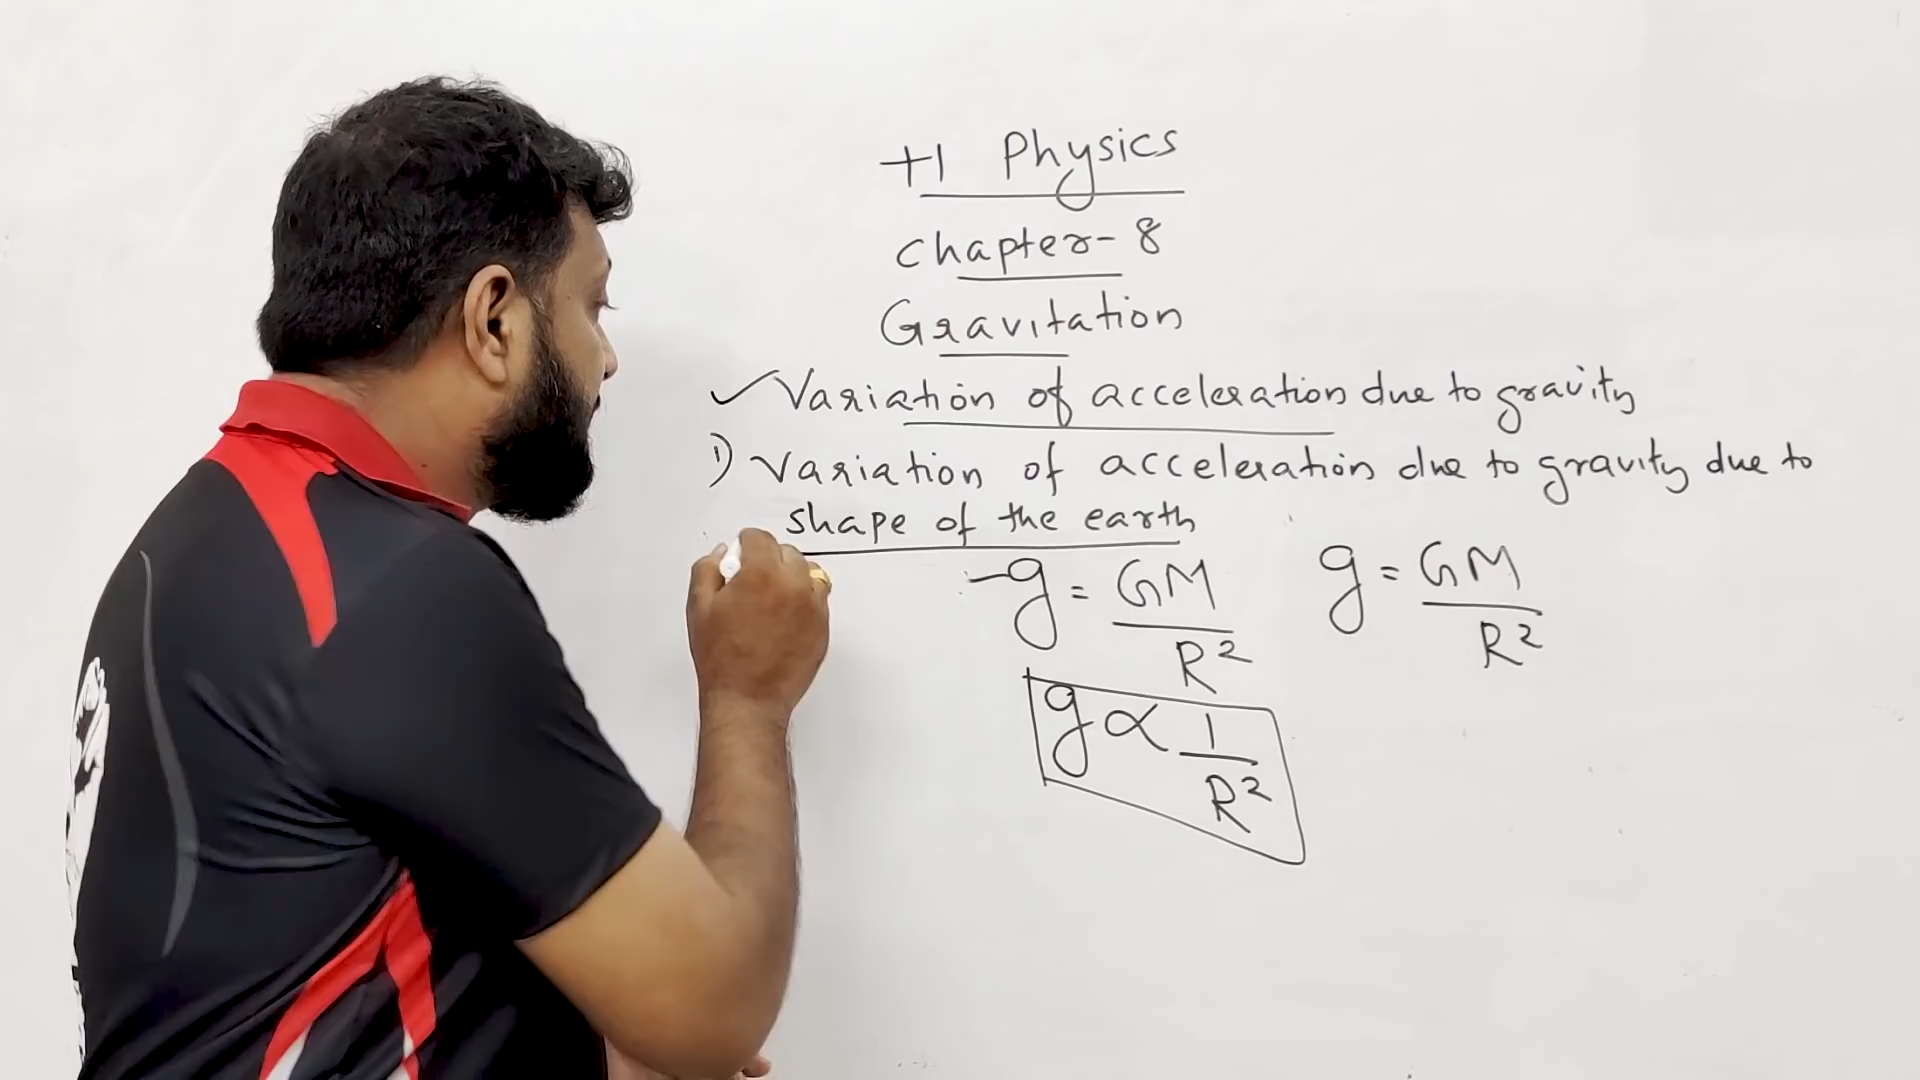 +1 Physics
Chapter-8
Gravitation
✓ Variation of acceleration due to gravity
1) Variation of acceleration due to gravity due to
shape of the earth
g = GM/R²
g = GM/R²
g ∝ 1/R²